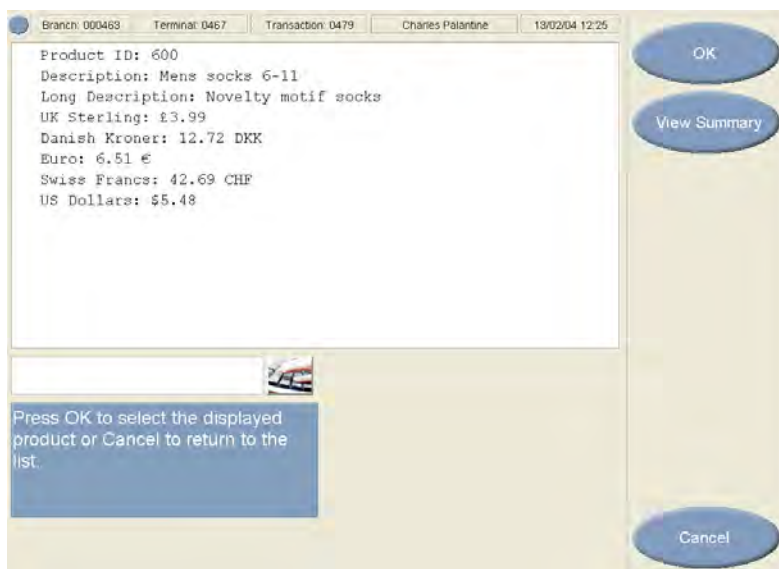 Branch: 000463 Terminal: 0467 Transaction: 0479 Charles Palantine 13/02/04 12:25
Product ID: 600
Description: Mens socks 6-11
Long Description: Novelty motif socks
UK Sterling: £3.99
Danish Kroner: 12.72 DKK
Euro: 6.51 €
Swiss Francs: 42.69 CHF
US Dollars: $5.48
OK
View Summary
Press OK to select the displayed
product or Cancel to return to the
list.
Cancel